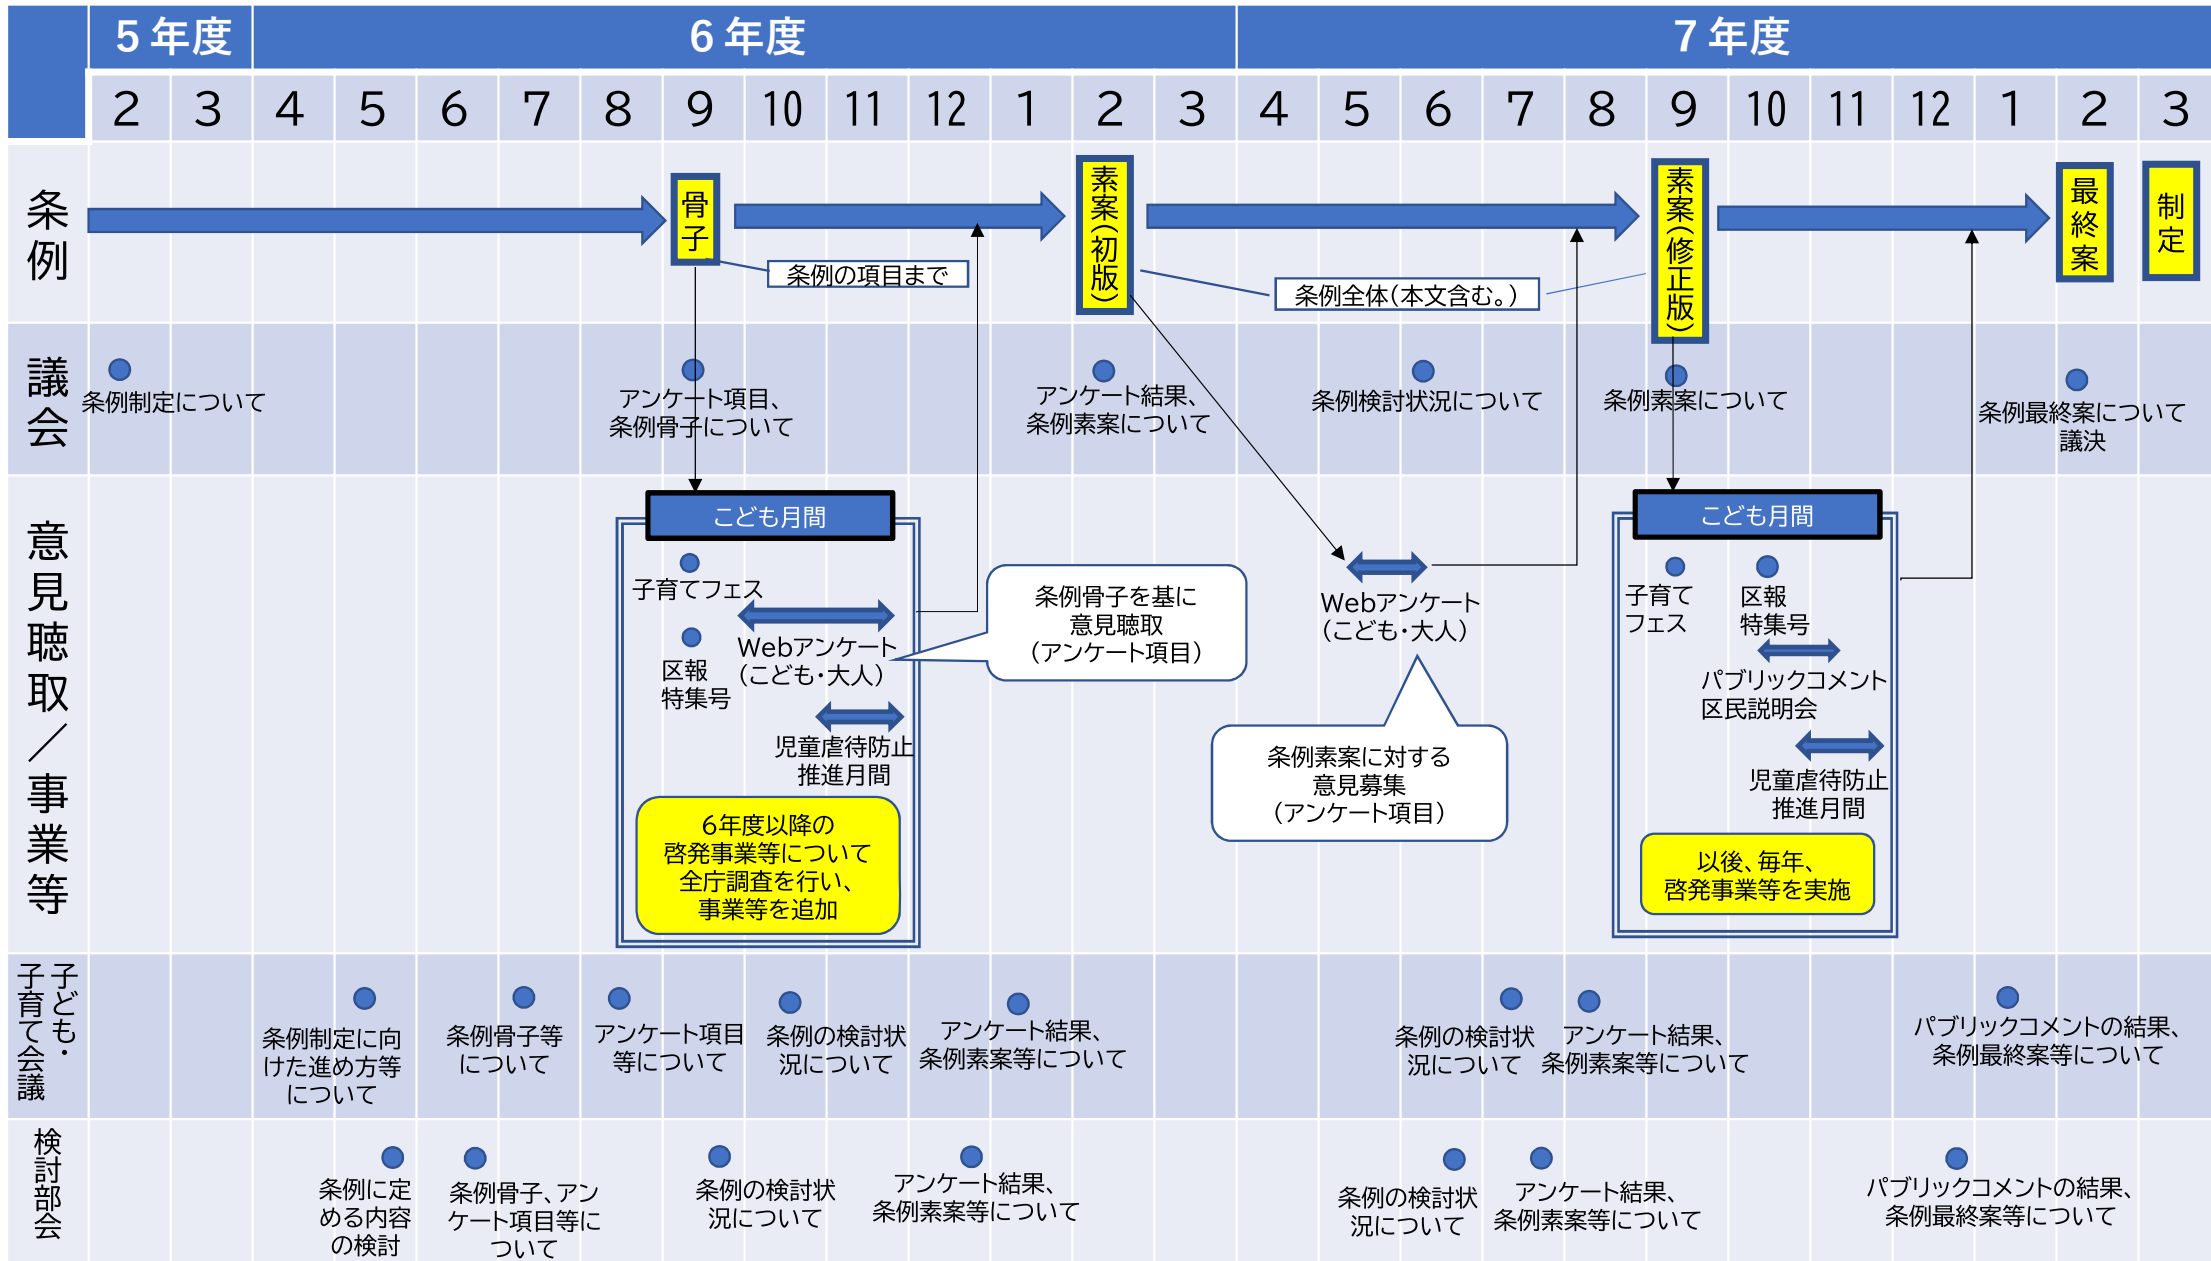 5年度
6年度
7年度
2 3 4 5 6 7 8 9 10 11 12 1 2 3 4 5 6 7 8 9 10 11 12 1 2 3
条例
骨子
素案(初版)
素案(修正版)
最終案
制定
条例の項目まで
条例全体(本文含む。)
議会
条例制定について
アンケート項目、
条例骨子について
アンケート結果、
条例素案について
条例検討状況について
条例素案について
条例最終案について
議決
意見聴取/事業等
こども月間
子育てフェス
区報
特集号
Webアンケート
(こども・大人)
児童虐待防止
推進月間
6年度以降の
啓発事業等について
全庁調査を行い、
事業等を追加
条例骨子を基に
意見聴取
(アンケート項目)
Webアンケート
(こども・大人)
条例素案に対する
意見募集
(アンケート項目)
こども月間
子育て
フェス
区報
特集号
パブリックコメント
区民説明会
児童虐待防止
推進月間
以後、毎年、
啓発事業等を実施
子ども・
子育て会議
条例制定に向
けた進め方等
について
条例骨子等
について
アンケート項目
等について
条例の検討状
況について
アンケート結果、
条例素案等について
条例の検討状
況について
アンケート結果、
条例素案等について
パブリックコメントの結果、
条例最終案等について
検討部会
条例に定
める内容
の検討
条例骨子、アン
ケート項目等に
ついて
条例の検討状
況について
アンケート結果、
条例素案等について
条例の検討状
況について
アンケート結果、
条例素案等について
パブリックコメントの結果、
条例最終案等について